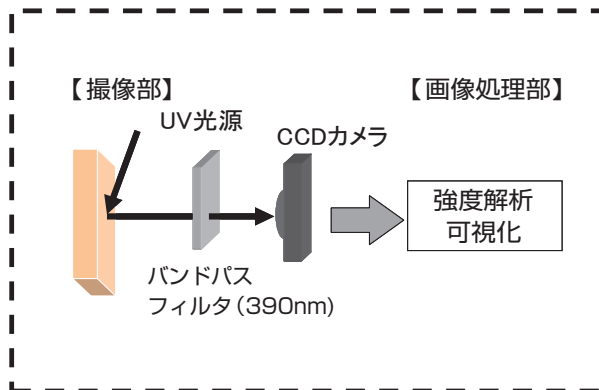 【撮像部】
【画像処理部】
UV光源
CCDカメラ
強度解析
可視化
バンドパス
フィルタ(390nm)